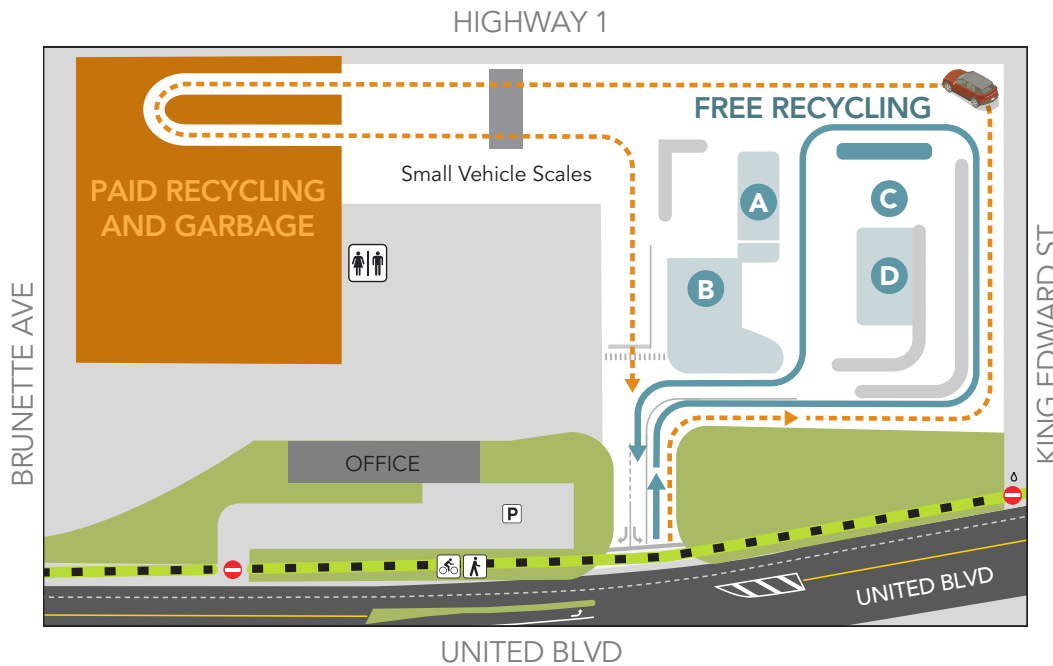 HIGHWAY 1
FREE RECYCLING
Small Vehicle Scales
PAID RECYCLING
AND GARBAGE
A
C
B
D
BRUNETTE AVE
KING EDWARD ST
OFFICE
P
UNITED BLVD
UNITED BLVD